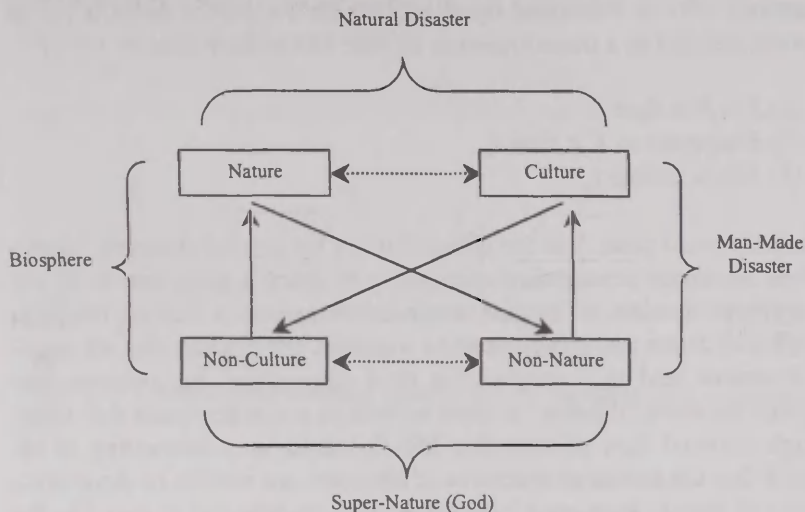 Natural Disaster
Nature
Culture
Biosphere
Man-Made
Disaster
Non-Culture
Non-Nature
Super-Nature (God)